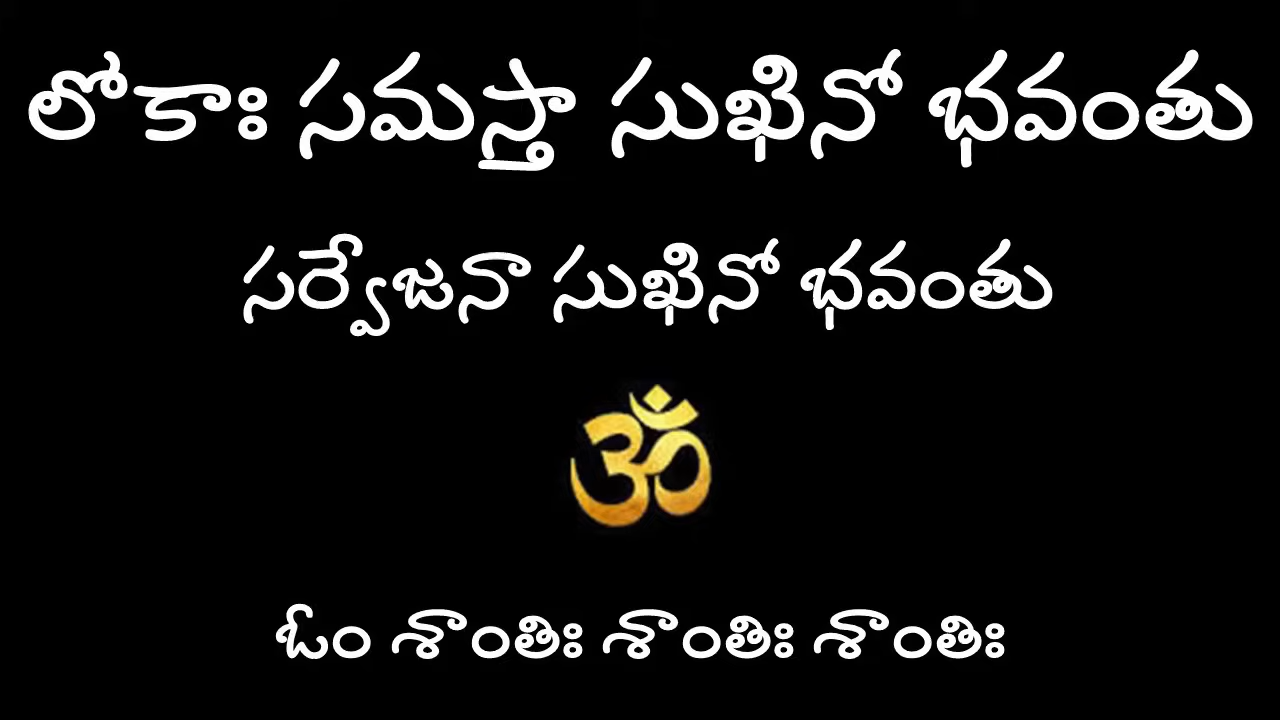 లోకాః సమస్తా సుఖినో భవంతు
సర్వేజనా సుఖినో భవంతు
ॐ
ఓం శాంతిః శాంతిః శాంతిః